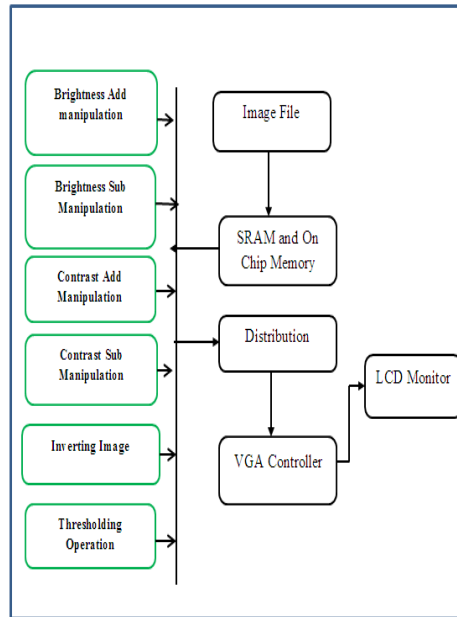 Brightness Add
manipulation
Brightness Sub
Manipulation
Contrast Add
Manipulation
Contrast Sub
Manipulation
Inverting Image
Thresholding
Operation
Image File
SRAM and On
Chip Memory
Distribution
VGA Controller
LCD Monitor